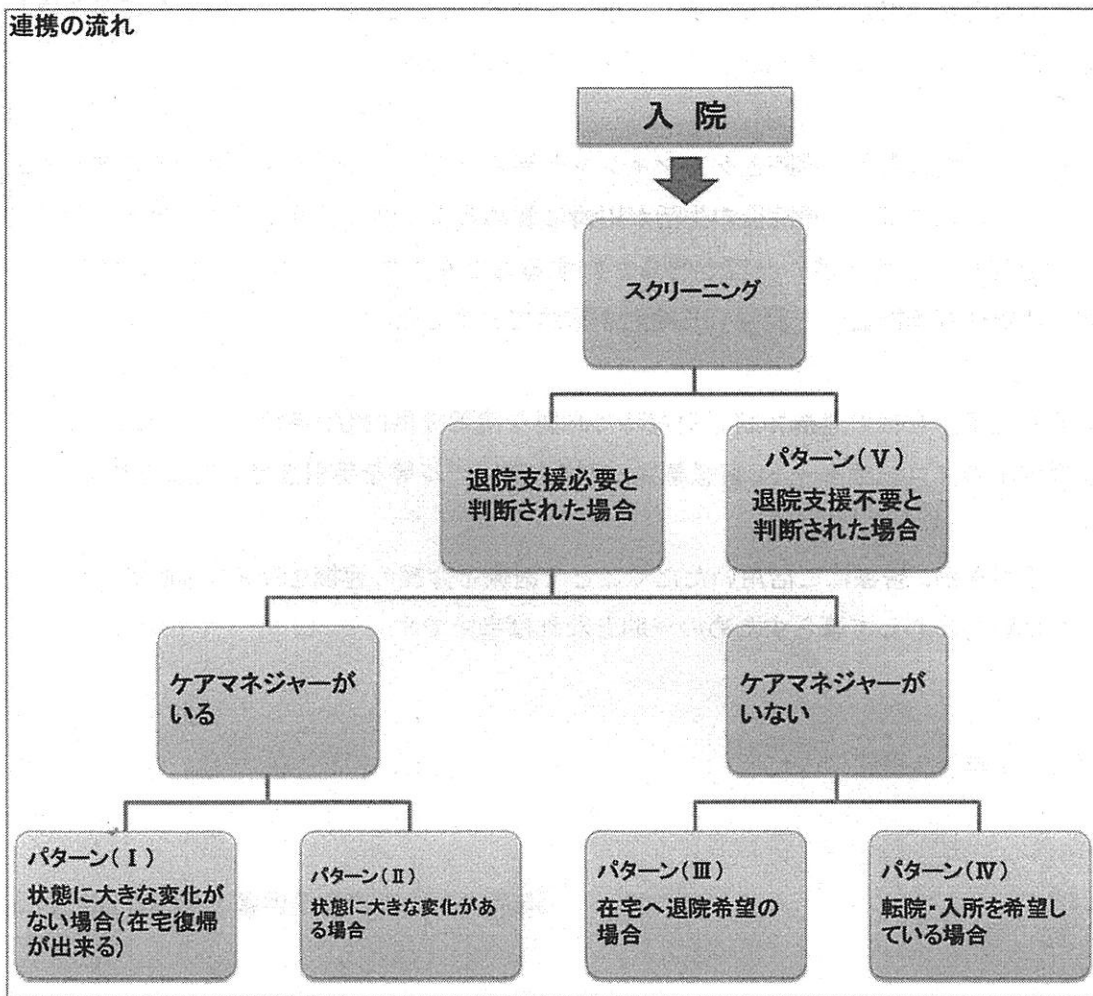 連携の流れ
入 院
スクリーニング
退院支援必要と
判断された場合
パターン(Ⅴ)
退院支援不要と
判断された場合
ケアマネジャーが
いる
ケアマネジャーが
いない
パターン(Ⅰ)
状態に大きな変化が
ない場合(在宅復帰
が出来る)
パターン(Ⅱ)
状態に大きな変化があ
る場合
パターン(Ⅲ)
在宅へ退院希望の
場合
パターン(Ⅳ)
転院・入所を希望し
ている場合